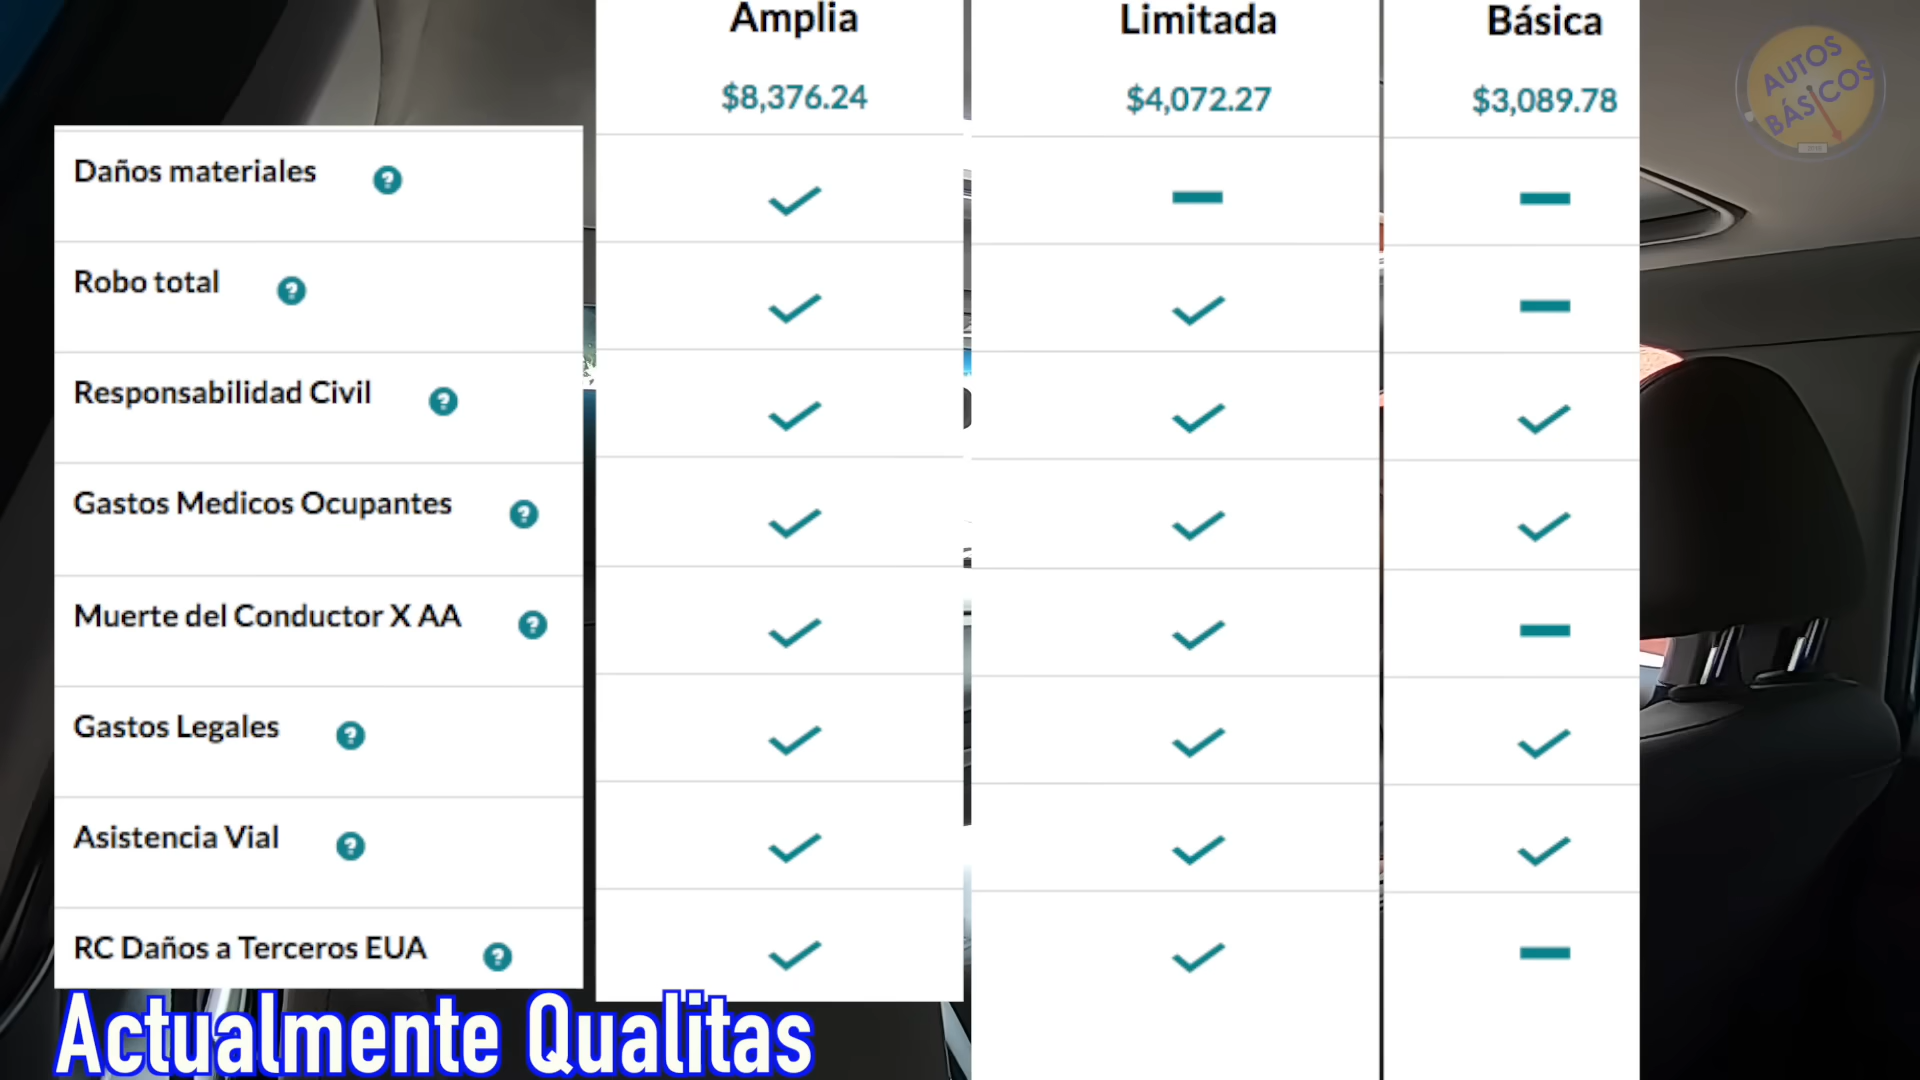 Amplia Limitada Básica
$8,376.24 $4,072.27 $3,089.78
AUTOS
BÁSICOS
Daños materiales ?
Robo total ?
Responsabilidad Civil ?
Gastos Medicos Ocupantes ?
Muerte del Conductor X AA ?
Gastos Legales ?
Asistencia Vial ?
RC Daños a Terceros EUA ?
Actualmente Qualitas